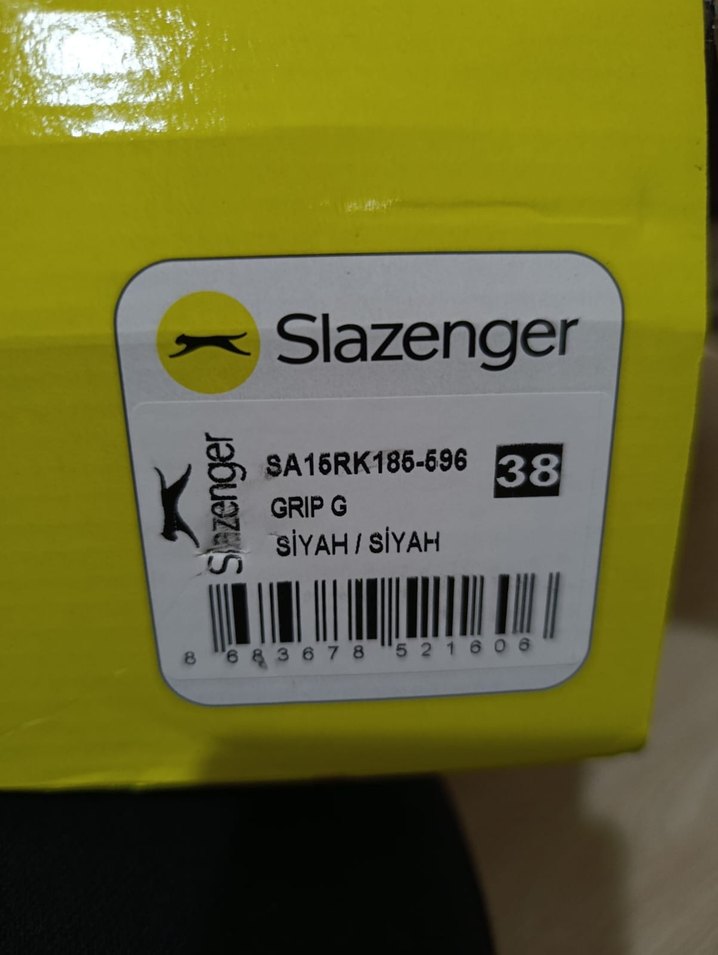 Slazenger
Slazenger
SA15RK185-596
38
GRIP G
SİYAH / SİYAH
8 683678 521606